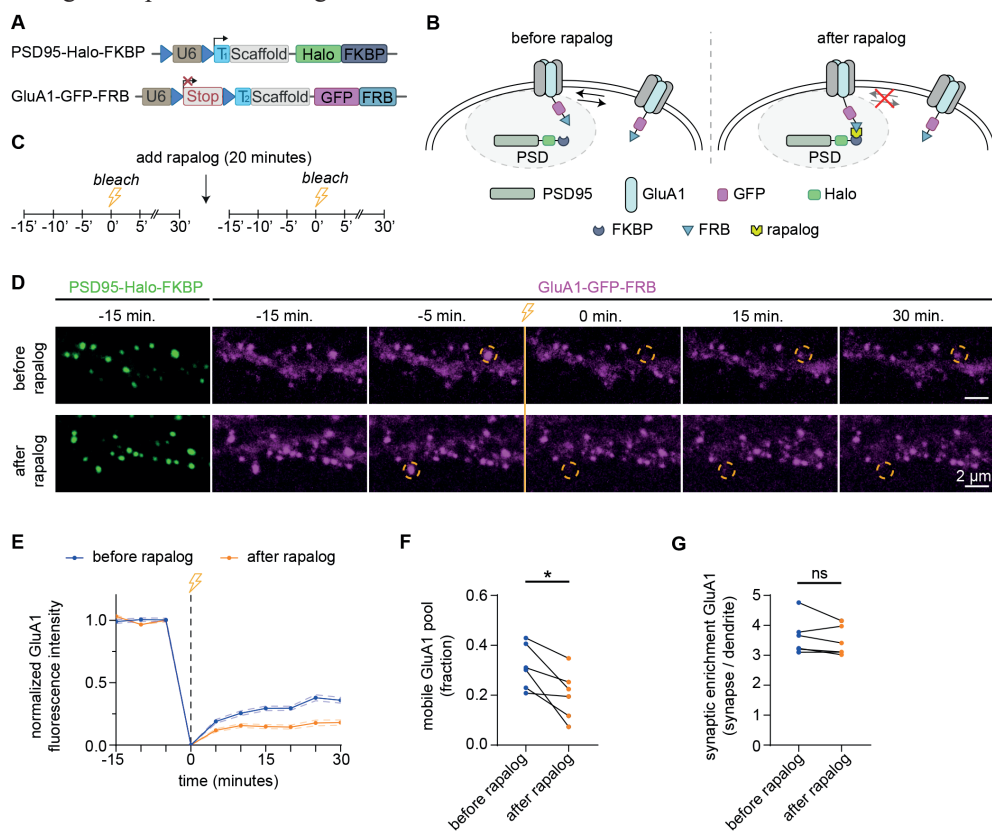 A
PSD95-Halo-FKBP
U6
T1
Scaffold
Halo
FKBP
GluA1-GFP-FRB
U6
Stop
T2
Scaffold
GFP
FRB
B
before rapalog
after rapalog
PSD
PSD
PSD95
GluA1
GFP
Halo
FKBP
FRB
rapalog
C
add rapalog (20 minutes)
bleach
bleach
-15' -10' -5' 0' 5' 30'
-15' -10' -5' 0' 5' 30'
D
PSD95-Halo-FKBP
GluA1-GFP-FRB
-15 min.
-15 min.
-5 min.
0 min.
15 min.
30 min.
before
rapalog
after
rapalog
2 µm
E
before rapalog
after rapalog
normalized GluA1
fluorescence intensity
1.0
0.5
0.0
-15
0
15
30
time (minutes)
F
*
mobile GluA1 pool
(fraction)
0.6
0.4
0.2
0.0
before rapalog
after rapalog
G
ns
synaptic enrichment GluA1
(synapse / dendrite)
5
4
3
2
1
0
before rapalog
after rapalog